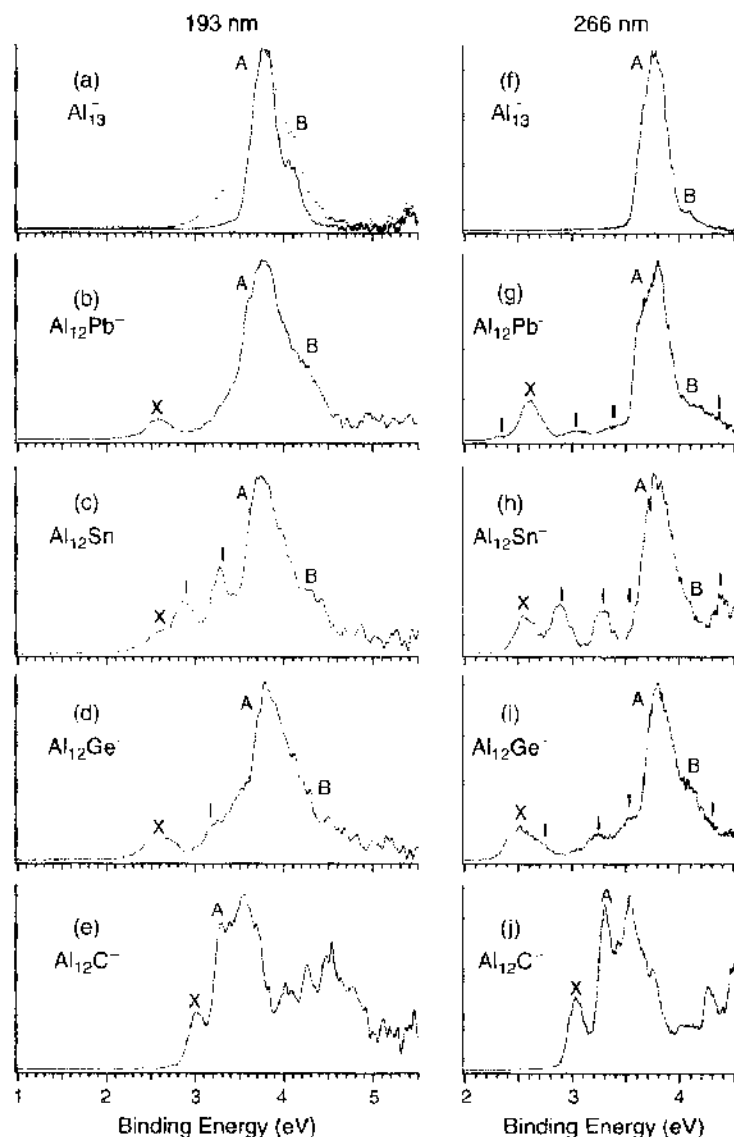 193 nm
266 nm
(a)
Al₁₃⁻
A
B
(f)
Al₁₃⁻
A
B
(b)
Al₁₂Pb⁻
X
A
B
(g)
Al₁₂Pb⁻
I
X
I
I
A
B
I
(c)
Al₁₂Sn
X
I
I
A
B
(h)
Al₁₂Sn⁻
X
I
I
I
A
B
I
(d)
Al₁₂Ge⁻
X
I
A
B
(i)
Al₁₂Ge⁻
X
I
I
I
A
B
I
(e)
Al₁₂C⁻
X
A
(j)
Al₁₂C⁻
X
A
1 2 3 4 5
2 3 4
Binding Energy (eV)
Binding Energy (eV)